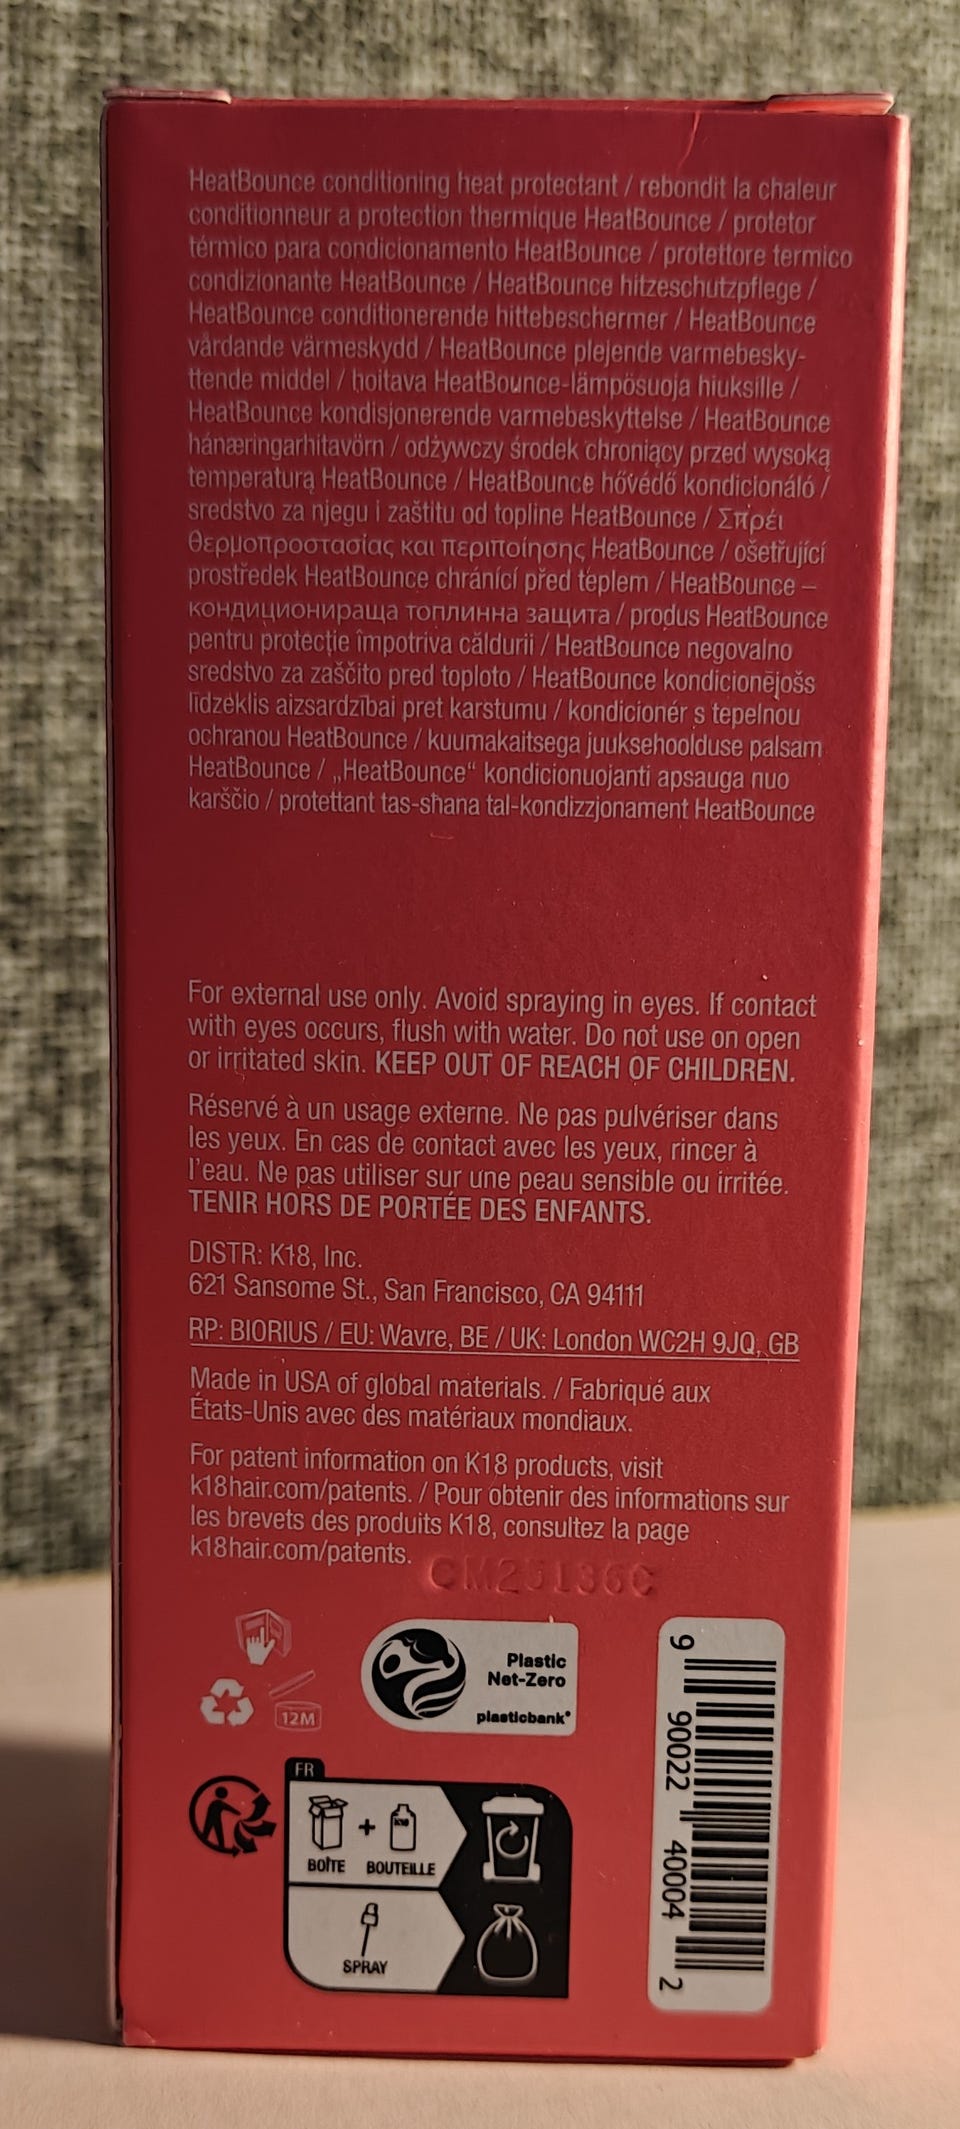 HeatBounce conditioning heat protectant / rebondit la chaleur
conditionneur a protection thermique HeatBounce / protetor
térmico para condicionamento HeatBounce / protettore termico
condizionante HeatBounce / HeatBounce hitzeschutzpflege /
HeatBounce conditionerende hittebeschermer / HeatBounce
vårdande värmeskydd / HeatBounce plejende varmebesky-
ttende middel / hoitava HeatBounce-lämpösuoja hiuksille /
HeatBounce kondisjonerende varmebeskyttelse / HeatBounce
hánæringarhitavörn / odżywczy środek chroniący przed wysoką
temperaturą HeatBounce / HeatBounce hővédő kondicionáló /
sredstvo za njegu i zaštitu od topline HeatBounce / Σπρέι
Θερμοπροστασίας και περιποίησης HeatBounce / ošetřující
prostředek HeatBounce chránící před teplem / HeatBounce –
кондиционираща топлинна защита / produs HeatBounce
pentru protecție împotriva căldurii / HeatBounce negovalno
sredstvo za zaščito pred toploto / HeatBounce kondicionējošs
līdzeklis aizsardzībai pret karstumu / kondicionér s tepelnou
ochranou HeatBounce / kuumakaitsega juuksehoolduse palsam
HeatBounce / „HeatBounce“ kondicionuojanti apsauga nuo
karščio / protettant tas-sħana tal-kondizzjonament HeatBounce
For external use only. Avoid spraying in eyes. If contact
with eyes occurs, flush with water. Do not use on open
or irritated skin. KEEP OUT OF REACH OF CHILDREN.
Réservé à un usage externe. Ne pas pulvériser dans
les yeux. En cas de contact avec les yeux, rincer à
l'eau. Ne pas utiliser sur une peau sensible ou irritée.
TENIR HORS DE PORTÉE DES ENFANTS.
DISTR: K18, Inc.
621 Sansome St., San Francisco, CA 94111
RP: BIORIUS / EU: Wavre, BE / UK: London WC2H 9JQ, GB
Made in USA of global materials. / Fabriqué aux
États-Unis avec des matériaux mondiaux.
For patent information on K18 products, visit
k18hair.com/patents. / Pour obtenir des informations sur
les brevets des produits K18, consultez la page
k18hair.com/patents.
CM25136C
12M
Plastic
Net-Zero
plasticbank
FR
BOÎTE + BOUTEILLE
K18
SPRAY
9 90022 40004 2